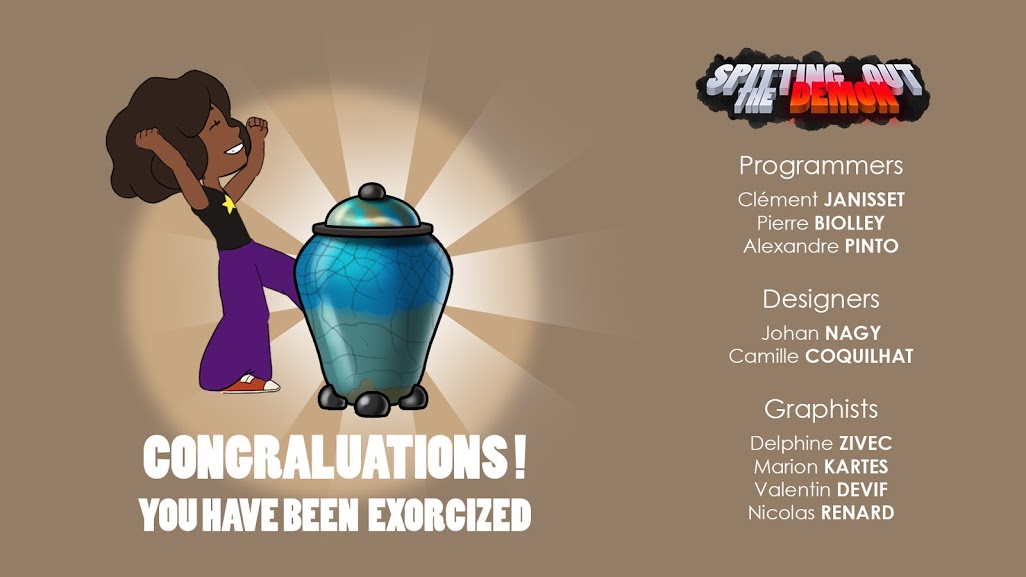 CONGRALUATIONS!
YOU HAVE BEEN EXORCIZED
SPITTING OUT
THE DEMON
Programmers
Clément JANISSET
Pierre BIOLLEY
Alexandre PINTO
Designers
Johan NAGY
Camille COQUILHAT
Graphists
Delphine ZIVEC
Marion KARTES
Valentin DEVIF
Nicolas RENARD